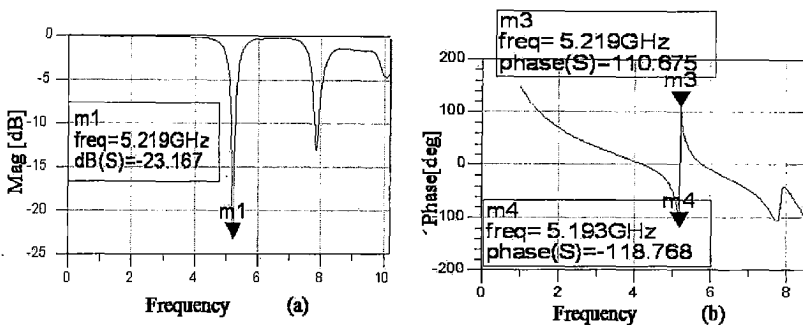 0
-5
-10
-15
-20
-25
Mag [dB]
m1
freq=5.219GHz
dB(S)=-23.167
m1
0 2 4 6 8 10
Frequency (a)
m3
freq= 5.219GHz
phase(S)=110.675
m3
200
100
0
-100
-200
Phase[deg]
m4
m4
freq= 5.193GHz
phase(S)=-118.768
0 2 4 6 8
Frequency (b)